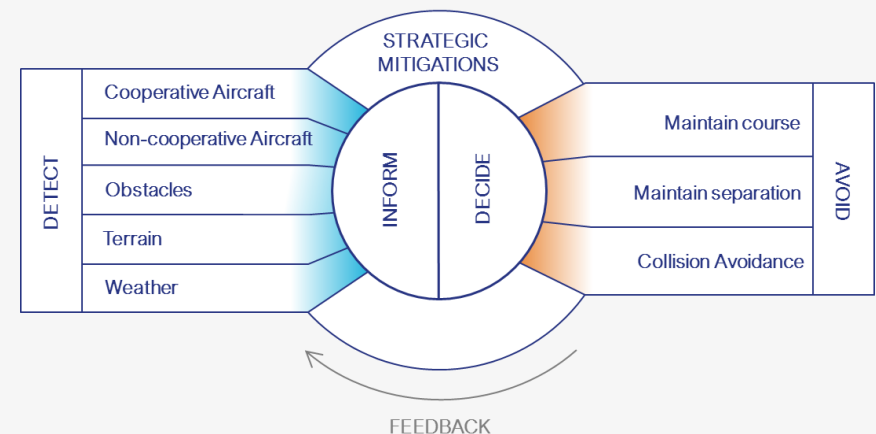 STRATEGIC
MITIGATIONS
DETECT
Cooperative Aircraft
Non-cooperative Aircraft
Obstacles
Terrain
Weather
INFORM
DECIDE
Maintain course
Maintain separation
Collision Avoidance
AVOID
FEEDBACK